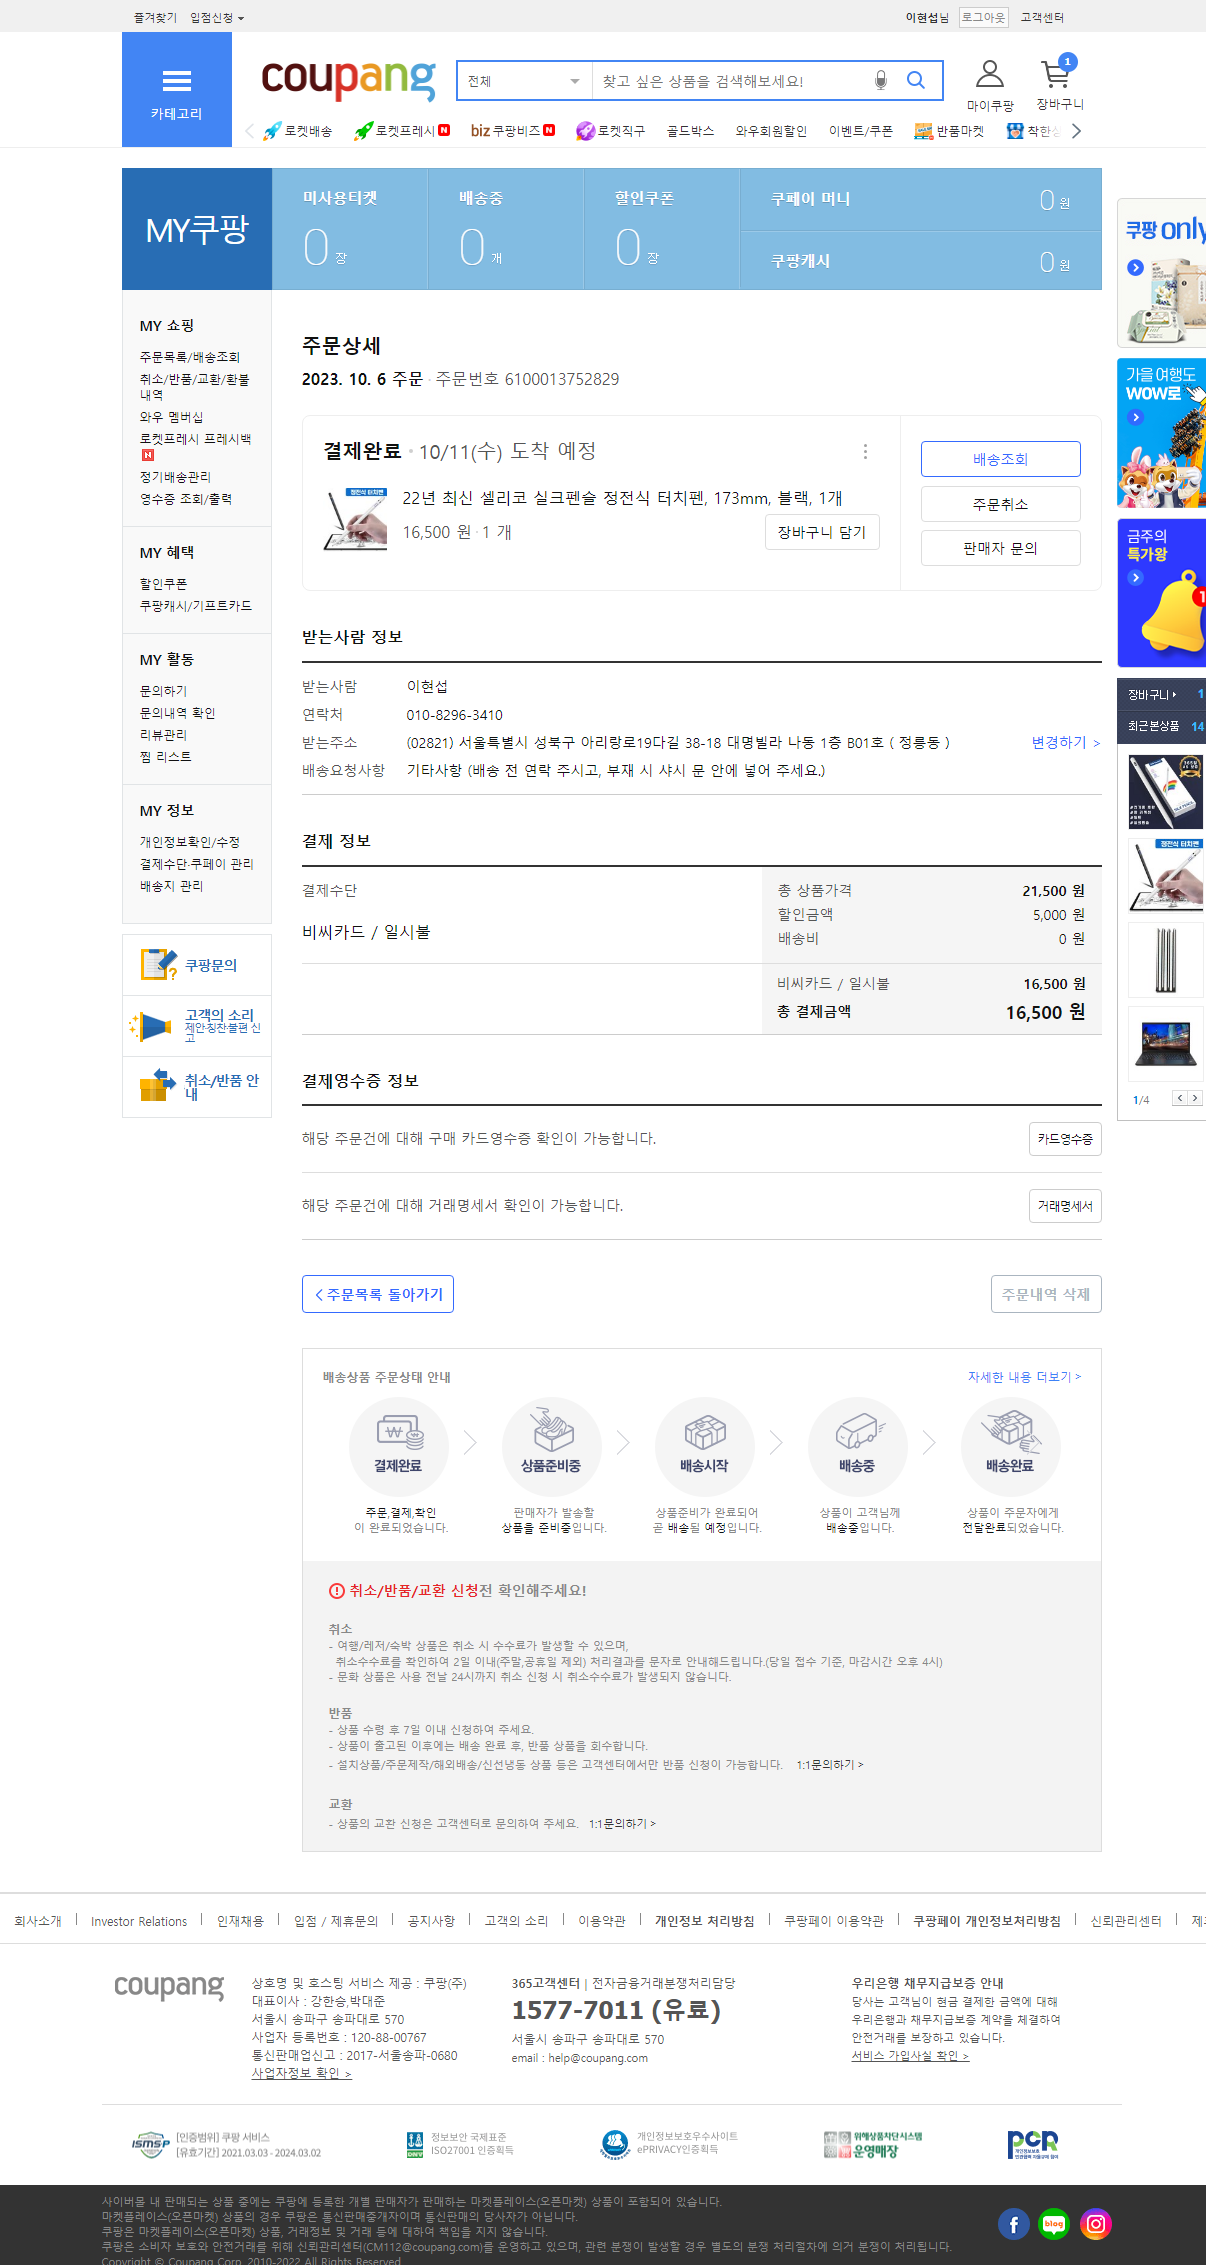 즐겨찾기 입점신청
이현섭님 로그아웃 고객센터
카테고리
coupang
전체 찾고 싶은 상품을 검색해보세요!
마이쿠팡
1
장바구니
로켓배송 로켓프레시 N biz 쿠팡비즈 N 로켓직구 골드박스 와우회원할인 이벤트/쿠폰 반품마켓 착한상
MY쿠팡
미사용티켓
0 장
배송중
0 개
할인쿠폰
0 장
쿠페이 머니 0 원
쿠팡캐시 0 원
MY 쇼핑
주문목록/배송조회
취소/반품/교환/환불
내역
와우 멤버십
로켓프레시 프레시백
N
정기배송관리
영수증 조회/출력
MY 혜택
할인쿠폰
쿠팡캐시/기프트카드
MY 활동
문의하기
문의내역 확인
리뷰관리
찜 리스트
MY 정보
개인정보확인/수정
결제수단·쿠페이 관리
배송지 관리
쿠팡문의
고객의 소리
제안·칭찬·불편 신
고
취소/반품 안
내
주문상세
2023. 10. 6 주문 · 주문번호 6100013752829
결제완료 · 10/11(수) 도착 예정
정전식 터치펜
22년 최신 셀리코 실크펜슬 정전식 터치펜, 173mm, 블랙, 1개
16,500 원 · 1 개
장바구니 담기
배송조회
주문취소
판매자 문의
받는사람 정보
받는사람 이현섭
연락처 010-8296-3410
받는주소 (02821) 서울특별시 성북구 아리랑로19다길 38-18 대명빌라 나동 1층 B01호 ( 정릉동 ) 변경하기 >
배송요청사항 기타사항 (배송 전 연락 주시고, 부재 시 샤시 문 안에 넣어 주세요.)
결제 정보
결제수단
비씨카드 / 일시불
총 상품가격 21,500 원
할인금액 5,000 원
배송비 0 원
비씨카드 / 일시불 16,500 원
총 결제금액 16,500 원
결제영수증 정보
해당 주문건에 대해 구매 카드영수증 확인이 가능합니다. 카드영수증
해당 주문건에 대해 거래명세서 확인이 가능합니다. 거래명세서
< 주문목록 돌아가기
주문내역 삭제
배송상품 주문상태 안내 자세한 내용 더보기 >
결제완료
상품준비중
배송시작
배송중
배송완료
주문,결제,확인
이 완료되었습니다.
판매자가 발송할
상품을 준비중입니다.
상품준비가 완료되어
곧 배송될 예정입니다.
상품이 고객님께
배송중입니다.
상품이 주문자에게
전달완료되었습니다.
취소/반품/교환 신청전 확인해주세요!
취소
- 여행/레저/숙박 상품은 취소 시 수수료가 발생할 수 있으며,
취소수수료를 확인하여 2일 이내(주말,공휴일 제외) 처리결과를 문자로 안내해드립니다.(당일 접수 기준, 마감시간 오후 4시)
- 문화 상품은 사용 전날 24시까지 취소 신청 시 취소수수료가 발생되지 않습니다.
반품
- 상품 수령 후 7일 이내 신청하여 주세요.
- 상품이 출고된 이후에는 배송 완료 후, 반품 상품을 회수합니다.
- 설치상품/주문제작/해외배송/신선냉동 상품 등은 고객센터에서만 반품 신청이 가능합니다. 1:1문의하기 >
교환
- 상품의 교환 신청은 고객센터로 문의하여 주세요. 1:1문의하기 >
쿠팡 only
가을 여행도
WOW로
금주의
특가왕
1
장바구니 1
최근본상품 14
정전식 터치펜
1/4
회사소개 Investor Relations 인재채용 입점 / 제휴문의 공지사항 고객의 소리 이용약관 개인정보 처리방침 쿠팡페이 이용약관 쿠팡페이 개인정보처리방침 신뢰관리센터 제
coupang
상호명 및 호스팅 서비스 제공 : 쿠팡(주)
대표이사 : 강한승,박대준
서울시 송파구 송파대로 570
사업자 등록번호 : 120-88-00767
통신판매업신고 : 2017-서울송파-0680
사업자정보 확인 >
365고객센터 | 전자금융거래분쟁처리담당
1577-7011 (유료)
서울시 송파구 송파대로 570
email : help@coupang.com
우리은행 채무지급보증 안내
당사는 고객님이 현금 결제한 금액에 대해
우리은행과 채무지급보증 계약을 체결하여
안전거래를 보장하고 있습니다.
서비스 가입사실 확인 >
ISMS-P
[인증범위] 쿠팡 서비스
[유효기간] 2021.03.03 - 2024.03.02
정보보안 국제표준
ISO27001 인증획득
개인정보보호우수사이트
ePRIVACY인증획득
위해상품차단시스템
운영매장
사이버몰 내 판매되는 상품 중에는 쿠팡에 등록한 개별 판매자가 판매하는 마켓플레이스(오픈마켓) 상품이 포함되어 있습니다.
마켓플레이스(오픈마켓) 상품의 경우 쿠팡은 통신판매중개자이며 통신판매의 당사자가 아닙니다.
쿠팡은 마켓플레이스(오픈마켓) 상품, 거래정보 및 거래 등에 대하여 책임을 지지 않습니다.
쿠팡은 소비자 보호와 안전거래를 위해 신뢰관리센터(CM112@coupang.com)를 운영하고 있으며, 관련 분쟁이 발생할 경우 별도의 분쟁 처리절차에 의거 분쟁이 처리됩니다.
Copyright © Coupang Corp. 2010-2022 All Rights Reserved.
blog